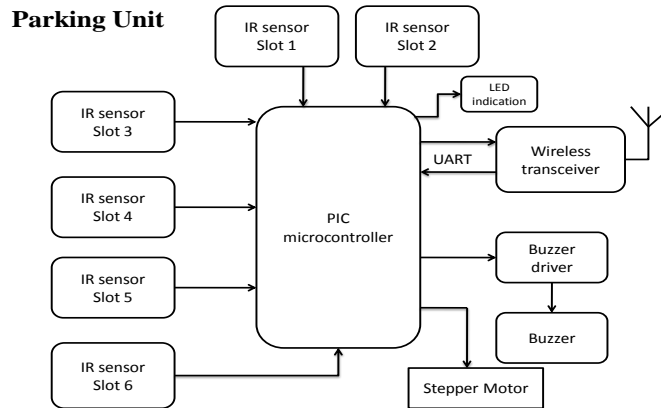 Parking Unit
IR sensor
Slot 1
IR sensor
Slot 2
LED
indication
IR sensor
Slot 3
UART
Wireless
transceiver
IR sensor
Slot 4
PIC
microcontroller
Buzzer
driver
IR sensor
Slot 5
Buzzer
IR sensor
Slot 6
Stepper Motor